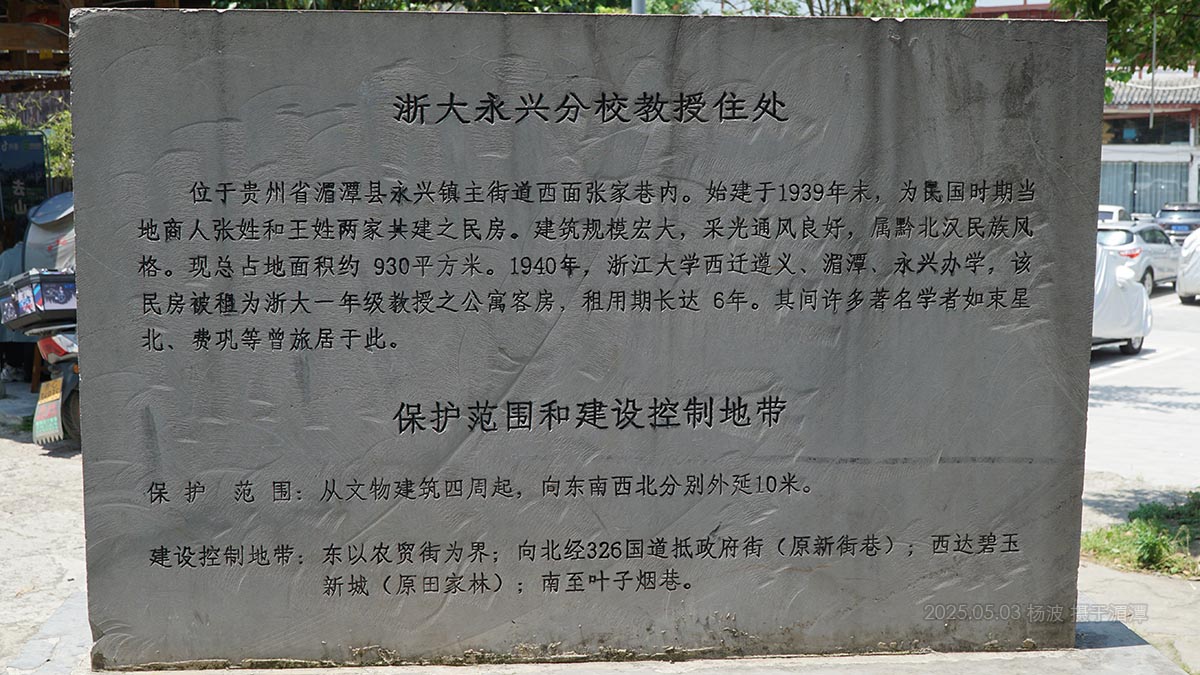 浙大永兴分校教授住处
位于贵州省湄潭县永兴镇主街道西面张家巷内。始建于1939年末，为民国时期当
地商人张姓和王姓两家共建之民房。建筑规模宏大，采光通风良好，属黔北汉民族风
格。现总占地面积约 930平方米。1940年，浙江大学西迁遵义、湄潭、永兴办学，该
民房被租为浙大一年级教授之公寓客房，租用期长达 6年。其间许多著名学者如束星
北、费巩等曾旅居于此。
保护范围和建设控制地带
保 护 范 围：从文物建筑四周起，向东南西北分别外延10米。
建设控制地带：东以农贸街为界；向北经326国道抵政府街（原新街巷）；西达碧玉
新城（原田家林）；南至叶子烟巷。
2025.05.03 杨波 摄于湄潭